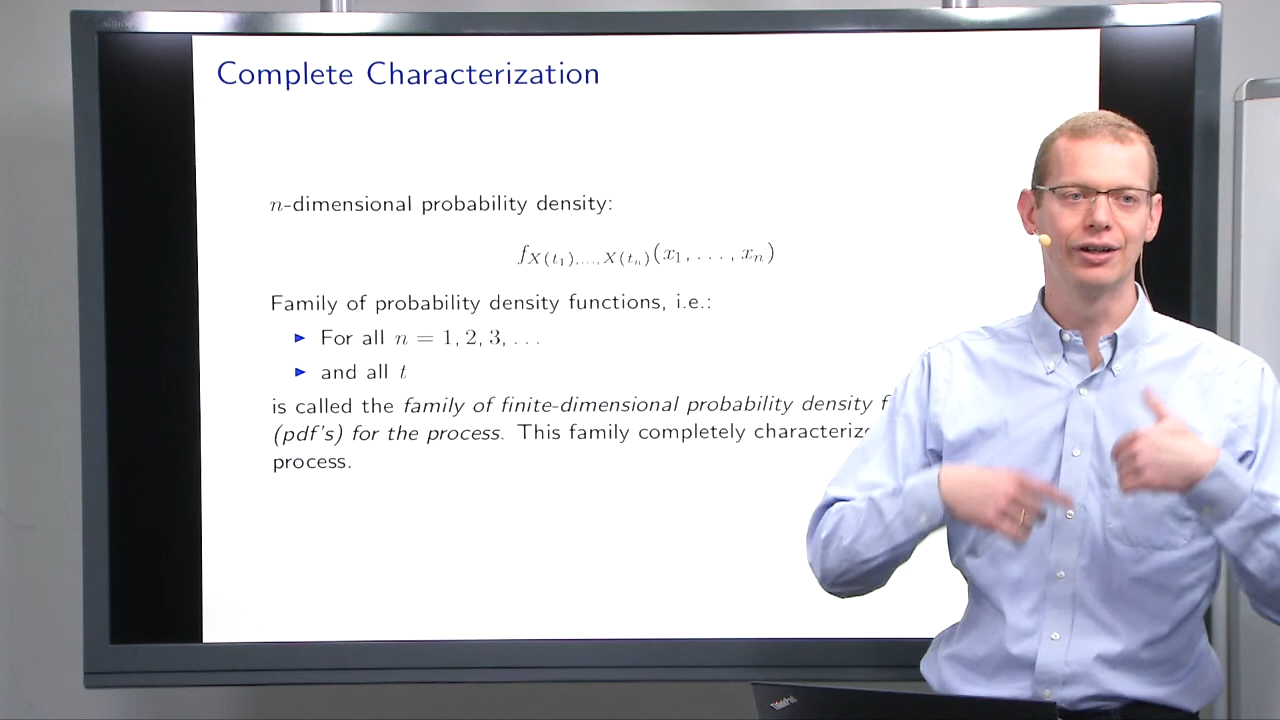 Complete Characterization
n-dimensional probability density:
f_{X(t_1),...,X(t_n)}(x_1, . . . , x_n)
Family of probability density functions, i.e.:
► For all n = 1, 2, 3, . . .
► and all t
is called the family of finite-dimensional probability density f
(pdf's) for the process. This family completely characteriz
process.
ThinkPad